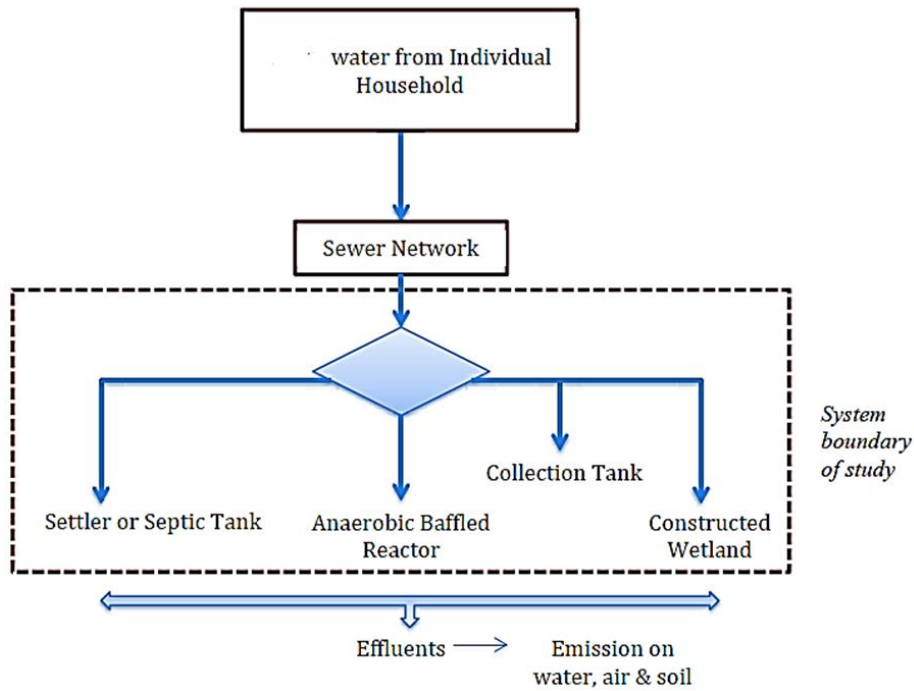 water from Individual
Household
Sewer Network
System
boundary
of study
Collection Tank
Settler or Septic Tank
Anaerobic Baffled
Reactor
Constructed
Wetland
Effluents
Emission on
water, air & soil